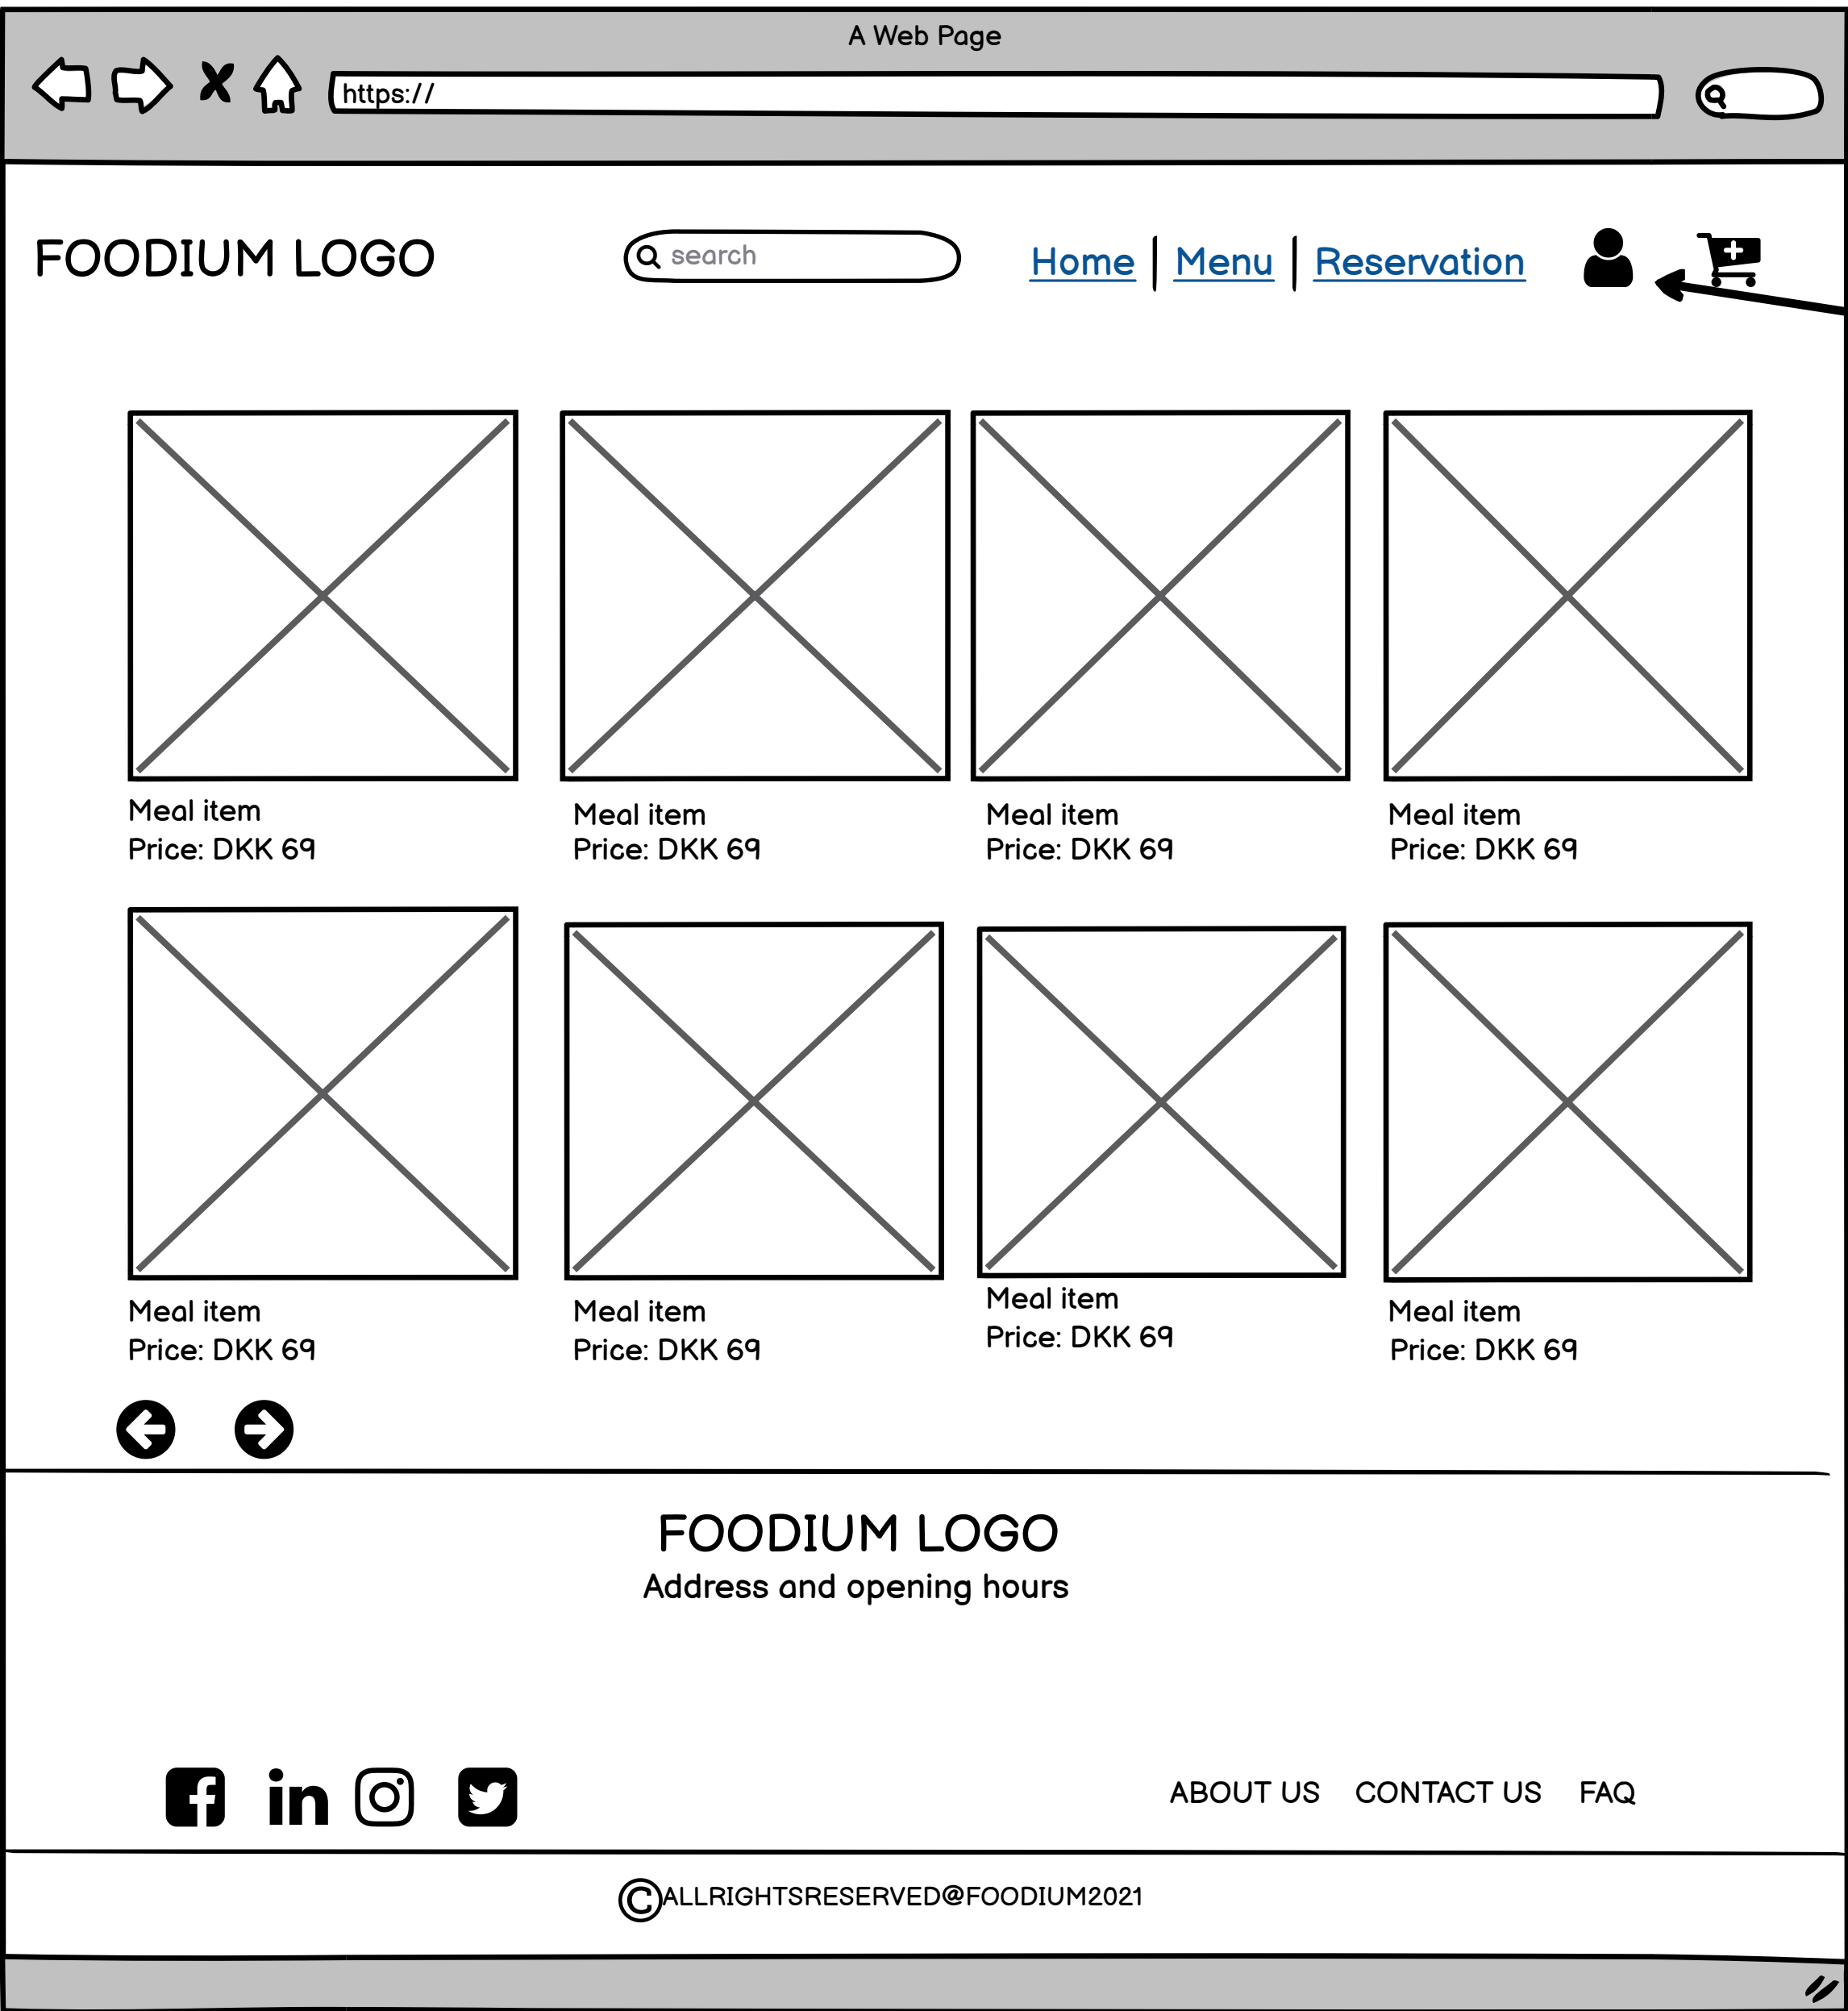 A Web Page
https://
FOODIUM LOGO
search
Home | Menu | Reservation
Meal item
Price: DKK 69
Meal item
Price: DKK 69
Meal item
Price: DKK 69
Meal item
Price: DKK 69
Meal item
Price: DKK 69
Meal item
Price: DKK 69
Meal item
Price: DKK 69
Meal item
Price: DKK 69
FOODIUM LOGO
Address and opening hours
ABOUT US CONTACT US FAQ
©ALLRIGHTSRESERVED@FOODIUM2021